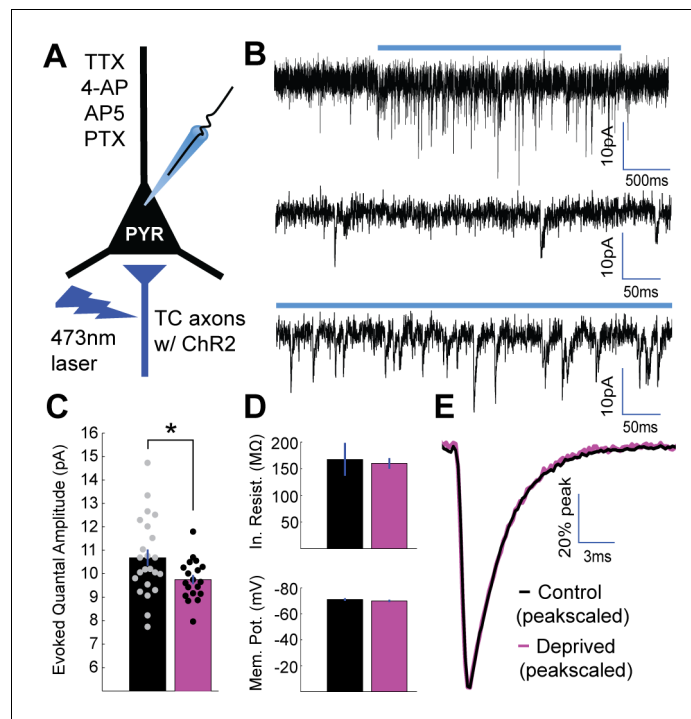 A
TTX
4-AP
AP5
PTX
PYR
473nm
laser
TC axons
w/ ChR2
B
10pA
500ms
10pA
50ms
10pA
50ms
C
Evoked Quantal Amplitude (pA)
16
15
14
13
12
11
10
9
8
7
6
*
D
In. Resist. (MΩ)
200
150
100
50
Mem. Pot. (mV)
-80
-60
-40
-20
E
20% peak
3ms
Control
(peakscaled)
Deprived
(peakscaled)